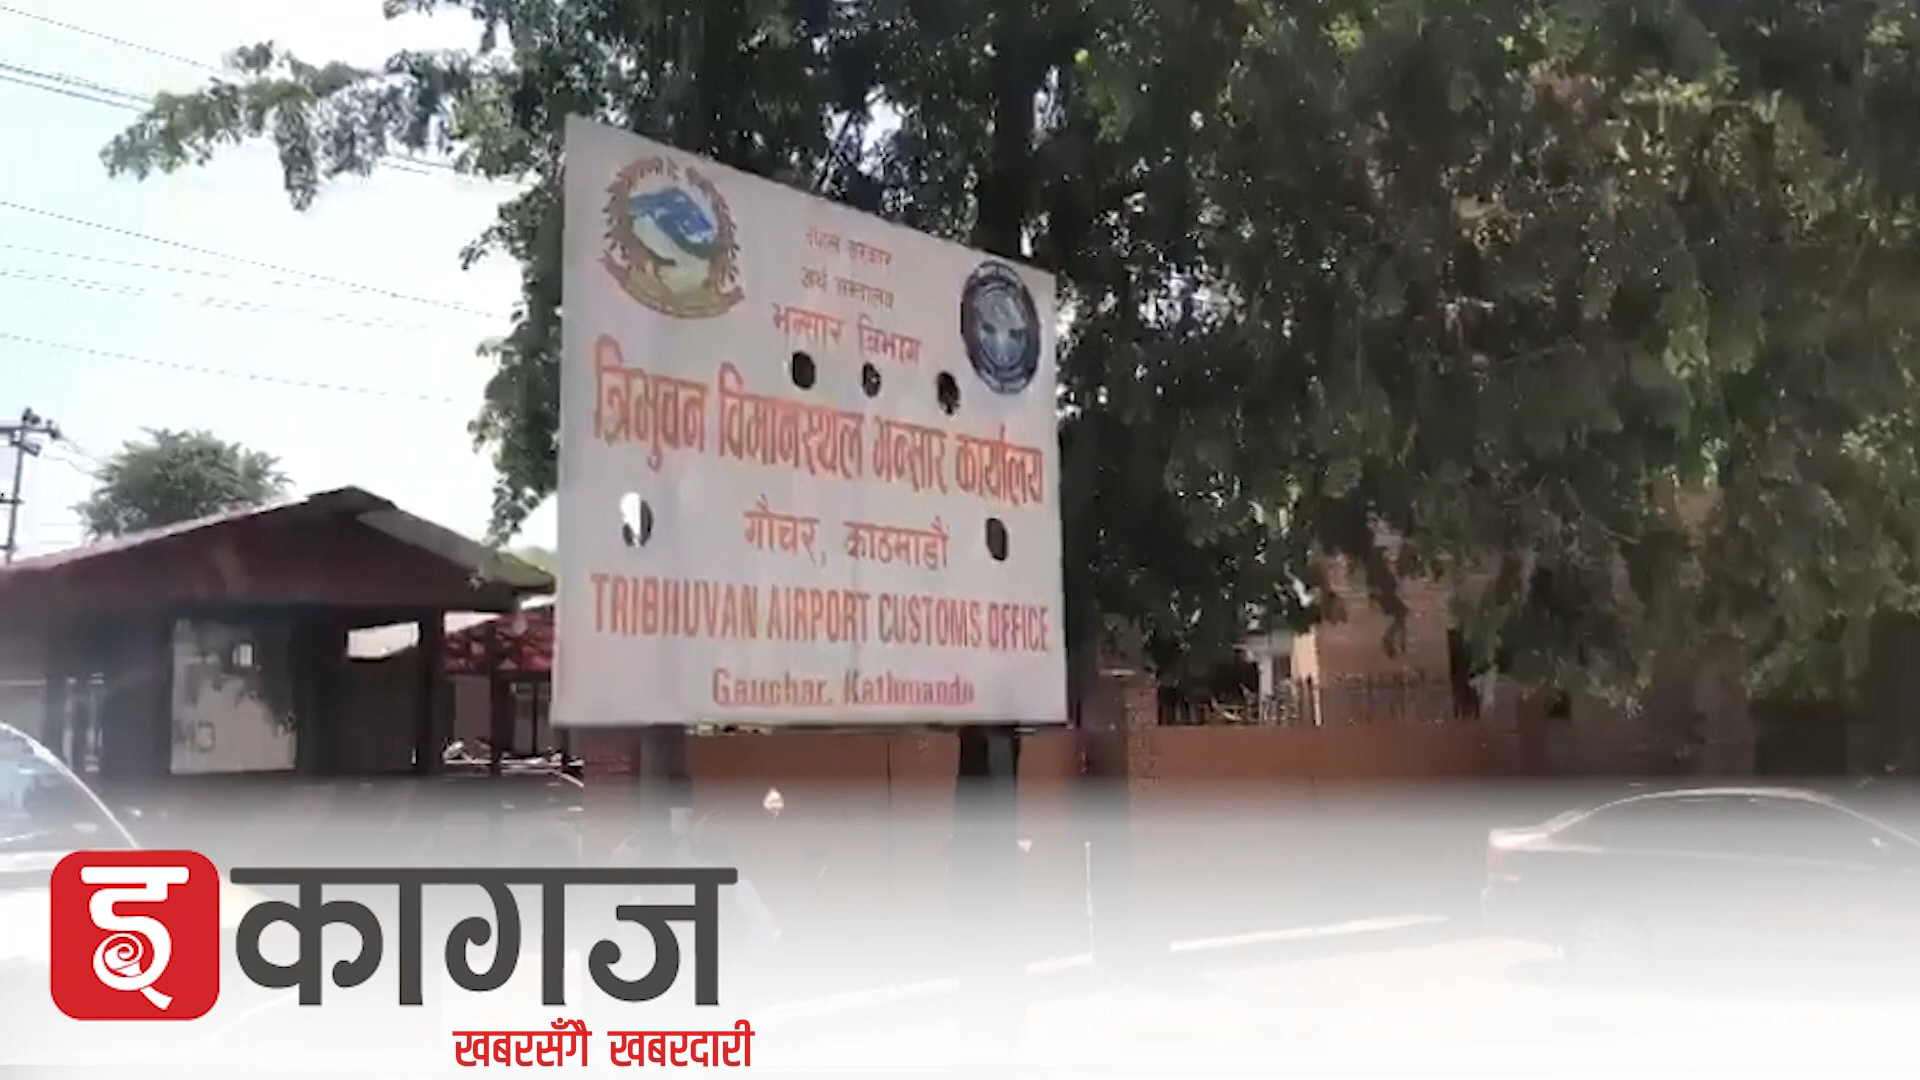 नेपाल सरकार
अर्थ मन्त्रालय
भन्सार विभाग
त्रिभुवन विमानस्थल भन्सार कार्यालय
गौचर, काठमाडौं
TRIBHUVAN AIRPORT CUSTOMS OFFICE
Gauchar, Kathmandu
इकागज
खबरसँगै खबरदारी